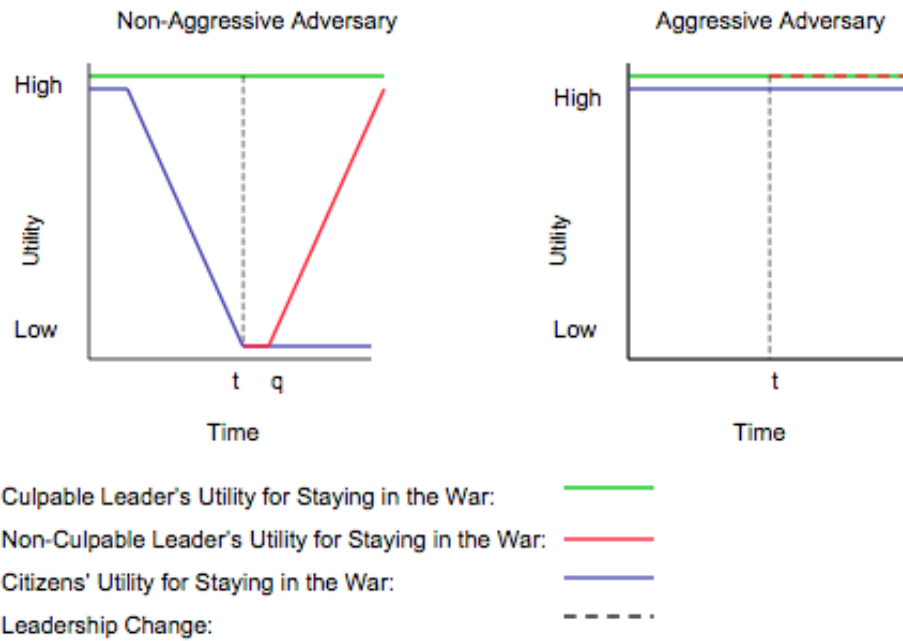 Non-Aggressive Adversary
High
Utility
Low
t q
Time
Aggressive Adversary
High
Utility
Low
t
Time
Culpable Leader's Utility for Staying in the War:
Non-Culpable Leader's Utility for Staying in the War:
Citizens' Utility for Staying in the War:
Leadership Change: